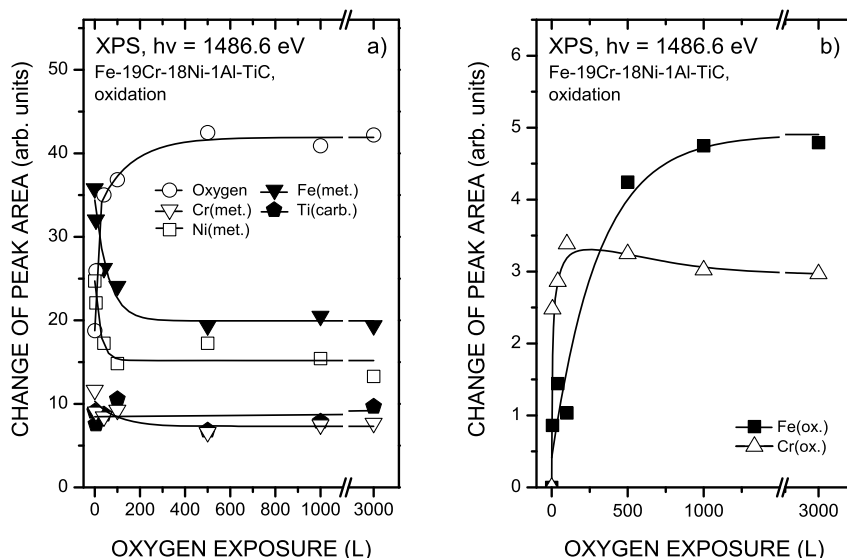 XPS, hν = 1486.6 eV a)
Fe-19Cr-18Ni-1Al-TiC,
oxidation
Oxygen Fe(met.)
Cr(met.) Ti(carb.)
Ni(met.)
CHANGE OF PEAK AREA (arb. units)
50
40
30
20
10
0
0 200 400 600 800 1000 3000
OXYGEN EXPOSURE (L)
XPS, hν = 1486.6 eV b)
Fe-19Cr-18Ni-1Al-TiC,
oxidation
Fe(ox.)
Cr(ox.)
CHANGE OF PEAK AREA (arb. units)
6
5
4
3
2
1
0
0 500 1000 3000
OXYGEN EXPOSURE (L)